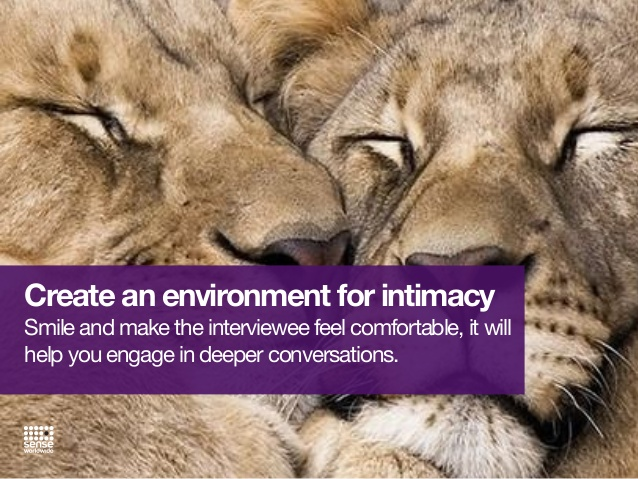 Create an environment for intimacy
Smile and make the interviewee feel comfortable, it will
help you engage in deeper conversations.
sense
worldwide